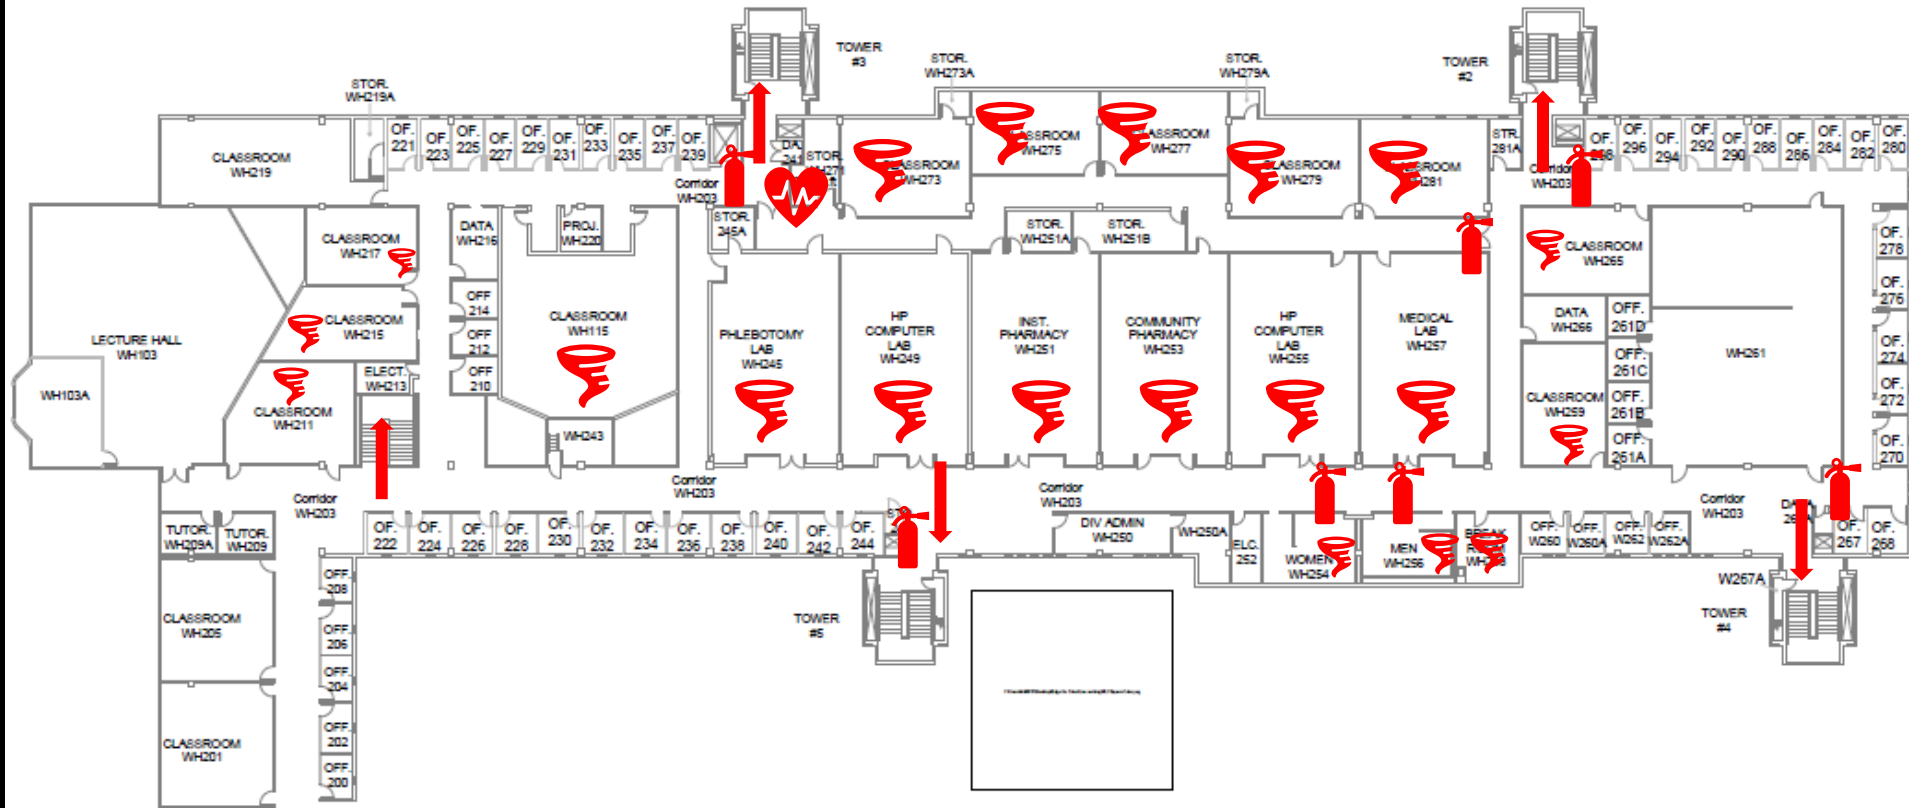 TOWER
#3
TOWER
#2
STOR.
WH219A
STOR.
WH273A
STOR.
WH279A
CLASSROOM
WH219
OF.
221
OF.
223
OF.
225
OF.
227
OF.
229
OF.
231
OF.
233
OF.
235
OF.
237
OF.
239
STOR.
CLASSROOM
WH273
WH275
WH277
WH279
STR.
281A
OF.
OF.
296
OF.
294
OF.
292
OF.
290
OF.
288
OF.
286
OF.
284
OF.
282
OF.
280
Corridor
WH203
WH203
STOR.
245A
CLASSROOM
WH217
DATA
WH216
PROJ.
WH220
STOR.
WH251A
STOR.
WH251B
CLASSROOM
WH265
OF.
278
OF.
276
LECTURE HALL
WH103
WH103A
CLASSROOM
WH215
OFF
214
OFF
212
OFF
210
CLASSROOM
WH115
PHLEBOTOMY
LAB
WH245
HP
COMPUTER
LAB
WH249
INST.
PHARMACY
WH251
COMMUNITY
PHARMACY
WH253
HP
COMPUTER
LAB
WH255
MEDICAL
LAB
WH257
DATA
WH266
OFF.
261D
OFF.
261C
OFF.
261B
OFF.
261A
WH261
OF.
274
OF.
272
OF.
270
ELECT.
WH213
CLASSROOM
WH211
WH243
CLASSROOM
WH259
Corridor
WH203
Corridor
WH203
Corridor
WH203
Corridor
WH203
TUTOR.
WH209A
TUTOR.
WH209
OF.
222
OF.
224
OF.
226
OF.
228
OF.
230
OF.
232
OF.
234
OF.
236
OF.
238
OF.
240
OF.
242
OF.
244
DIV ADMIN
WH250
WH250A
ELC.
252
WOMEN
WH254
MEN
WH256
OFF.
W260
OFF.
W260A
OFF.
W262
OFF.
W262A
OF.
267
OF.
268
OFF.
208
OFF.
206
OFF.
204
OFF.
202
OFF.
200
CLASSROOM
WH205
CLASSROOM
WH201
TOWER
#5
W267A
TOWER
#4